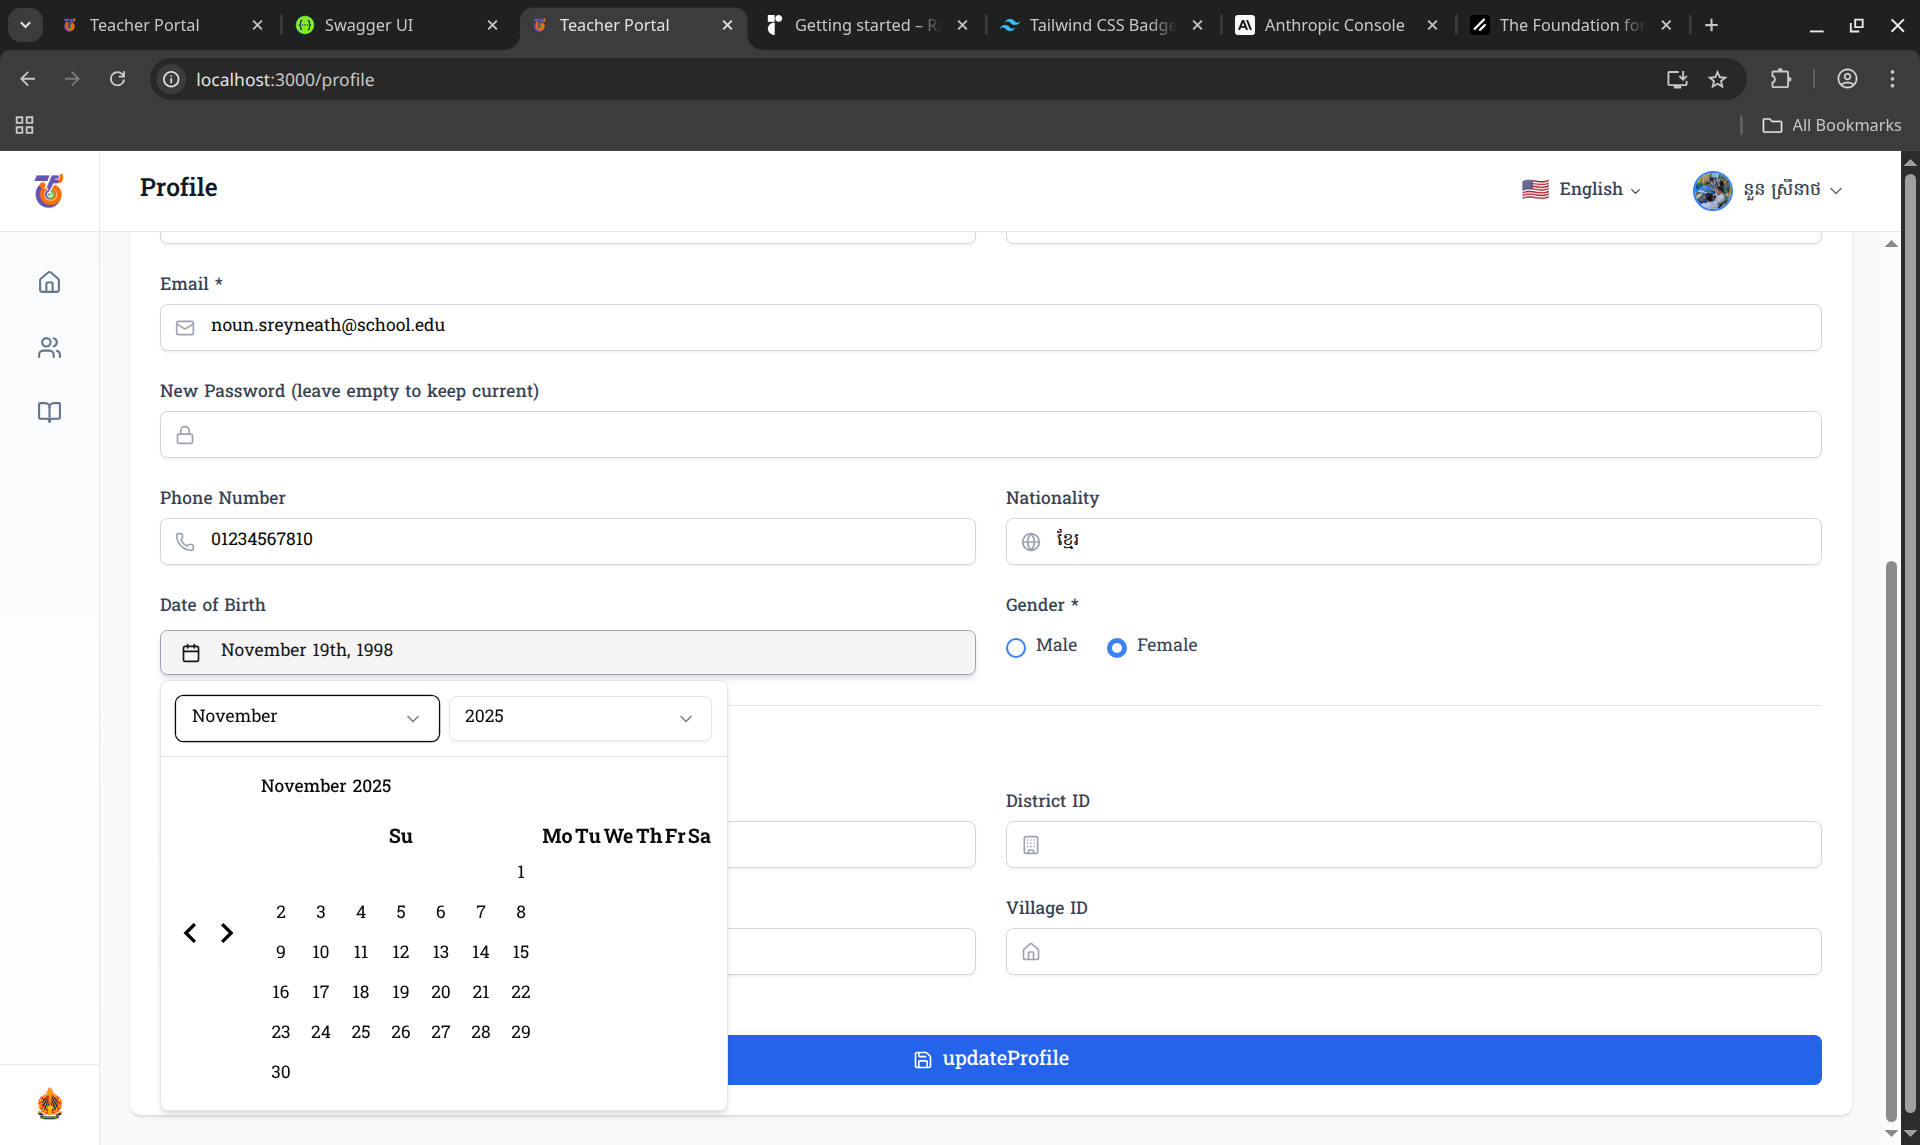 Teacher Portal
Swagger UI
Teacher Portal
Getting started – Ra
Tailwind CSS Badge
Anthropic Console
The Foundation for
localhost:3000/profile
All Bookmarks
Profile
English
នួន ស្រីនាថ
Email *
noun.sreyneath@school.edu
New Password (leave empty to keep current)
Phone Number
Nationality
01234567810
ខ្មែរ
Date of Birth
Gender *
November 19th, 1998
Male
Female
November
2025
November 2025
Su Mo Tu We Th Fr Sa
1
2 3 4 5 6 7 8
9 10 11 12 13 14 15
16 17 18 19 20 21 22
23 24 25 26 27 28 29
30
District ID
Village ID
updateProfile